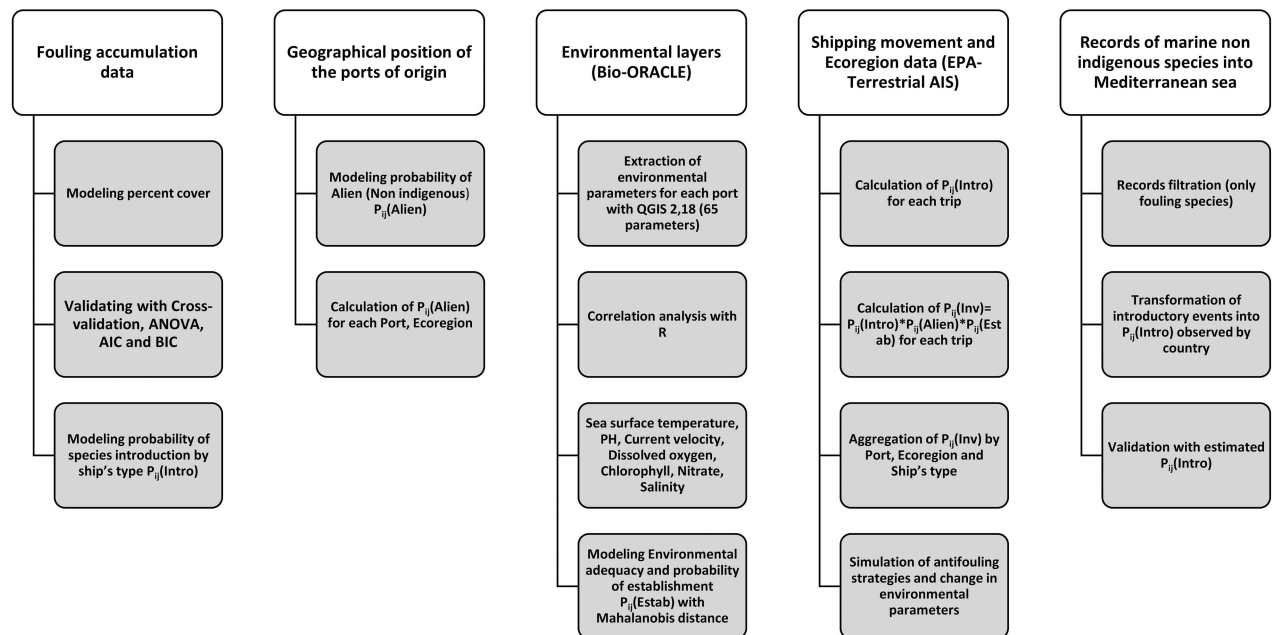 Fouling accumulation
data
Modeling percent cover
Validating with Cross-
validation, ANOVA,
AIC and BIC
Modeling probability of
species introduction by
ship's type Pij(Intro)
Geographical position of
the ports of origin
Modeling probability of
Alien (Non indigenous)
Pij(Alien)
Calculation of Pij(Alien)
for each Port, Ecoregion
Environmental layers
(Bio-ORACLE)
Extraction of
environmental
parameters for each port
with QGIS 2,18 (65
parameters)
Correlation analysis with
R
Sea surface temperature,
PH, Current velocity,
Dissolved oxygen,
Chlorophyll, Nitrate,
Salinity
Modeling Environmental
adequacy and probability
of establishment
Pij(Estab) with
Mahalanobis distance
Shipping movement and
Ecoregion data (EPA-
Terrestrial AIS)
Calculation of Pij(Intro)
for each trip
Calculation of Pij(Inv)=
Pij(Intro)*Pij(Alien)*Pij(Est
ab) for each trip
Aggregation of Pij(Inv) by
Port, Ecoregion and
Ship's type
Simulation of antifouling
strategies and change in
environmental
parameters
Records of marine non
indigenous species into
Mediterranean sea
Records filtration (only
fouling species)
Transformation of
introductory events into
Pij(Intro) observed by
country
Validation with estimated
Pij(Intro)